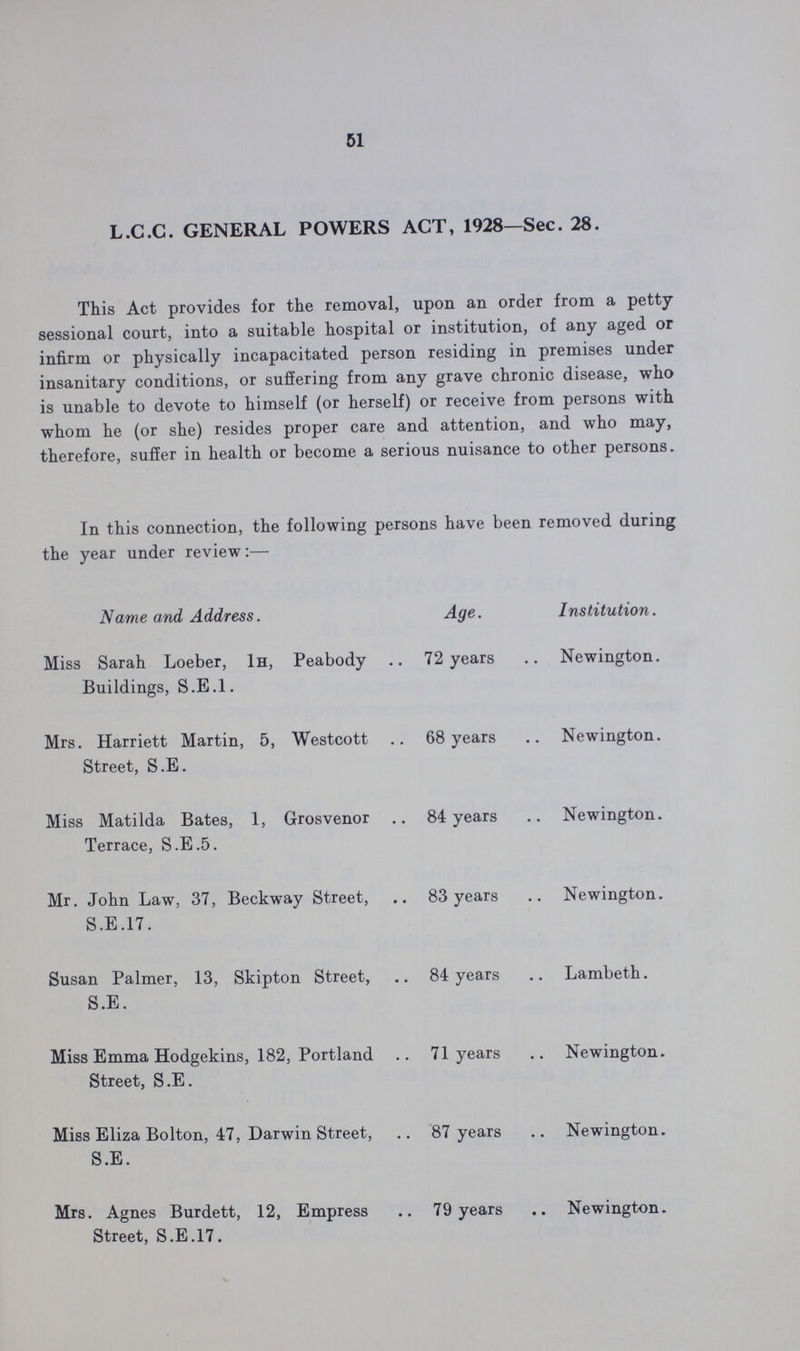 51
L.C.C. GENERAL POWERS ACT, 1928—Sec. 28.
This Act provides for the removal, upon an order from a petty
sessional court, into a suitable hospital or institution, of any aged or
infirm or physically incapacitated person residing in premises under
insanitary conditions, or suffering from any grave chronic disease, who
is unable to devote to himself (or herself) or receive from persons with
whom he (or she) resides proper care and attention, and who may,
therefore, suffer in health or become a serious nuisance to other persons.
In this connection, the following persons have been removed during
the year under review:—
Name and Address. Age. Institution.
Miss Sarah Loeber, 1H, Peabody .. 72 years .. Newington.
Buildings, S.E.1.
Mrs. Harriett Martin, 5, Westcott .. 68 years .. Newington.
Street, S.E.
Miss Matilda Bates, 1, Grosvenor .. 84 years .. Newington.
Terrace, S.E.5.
Mr. John Law, 37, Beckway Street, .. 83 years .. Newington.
S.E.17.
Susan Palmer, 13, Skipton Street, .. 84 years .. Lambeth.
S.E.
Miss Emma Hodgekins, 182, Portland .. 71 years .. Newington.
Street, S.E.
Miss Eliza Bolton, 47, Darwin Street, .. 87 years .. Newington.
S.E.
Mrs. Agnes Burdett, 12, Empress .. 79 years .. Newington.
Street, S.E.17.